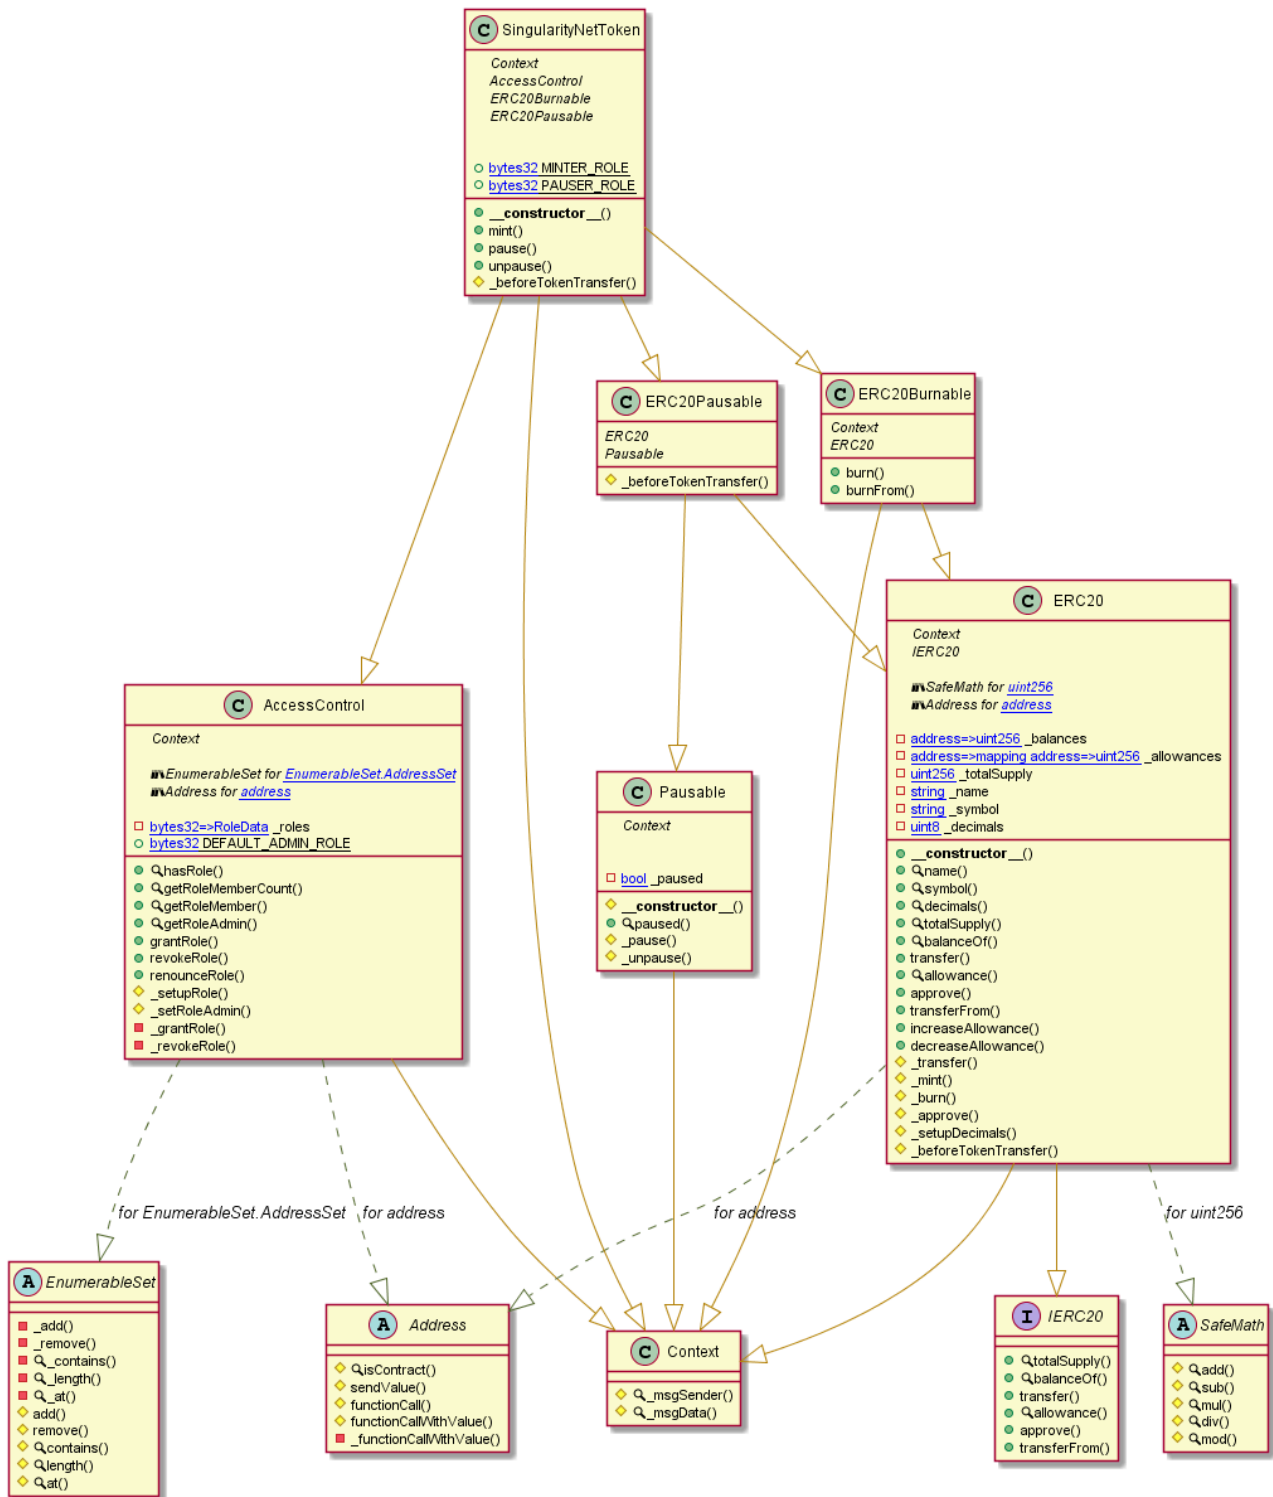 C SingularityNetToken
Context
AccessControl
ERC20Burnable
ERC20Pausable
bytes32 MINTER_ROLE
bytes32 PAUSER_ROLE
__constructor__()
mint()
pause()
unpause()
_beforeTokenTransfer()
C ERC20Pausable
ERC20
Pausable
_beforeTokenTransfer()
C ERC20Burnable
Context
ERC20
burn()
burnFrom()
C ERC20
Context
IERC20
SafeMath for uint256
Address for address
address=>uint256 _balances
address=>mapping address=>uint256 _allowances
uint256 _totalSupply
string _name
string _symbol
uint8 _decimals
__constructor__()
name()
symbol()
decimals()
totalSupply()
balanceOf()
transfer()
allowance()
approve()
transferFrom()
increaseAllowance()
decreaseAllowance()
_transfer()
_mint()
_burn()
_approve()
_setupDecimals()
_beforeTokenTransfer()
C AccessControl
Context
EnumerableSet for EnumerableSet.AddressSet
Address for address
bytes32=>RoleData _roles
bytes32 DEFAULT_ADMIN_ROLE
hasRole()
getRoleMemberCount()
getRoleMember()
getRoleAdmin()
grantRole()
revokeRole()
renounceRole()
_setupRole()
_setRoleAdmin()
_grantRole()
_revokeRole()
C Pausable
Context
bool _paused
__constructor__()
paused()
_pause()
_unpause()
for EnumerableSet.AddressSet
for address
for address
for uint256
A EnumerableSet
_add()
_remove()
_contains()
_length()
_at()
add()
remove()
contains()
length()
at()
A Address
isContract()
sendValue()
functionCall()
functionCallWithValue()
_functionCallWithValue()
C Context
_msgSender()
_msgData()
I IERC20
totalSupply()
balanceOf()
transfer()
allowance()
approve()
transferFrom()
A SafeMath
add()
sub()
mul()
div()
mod()